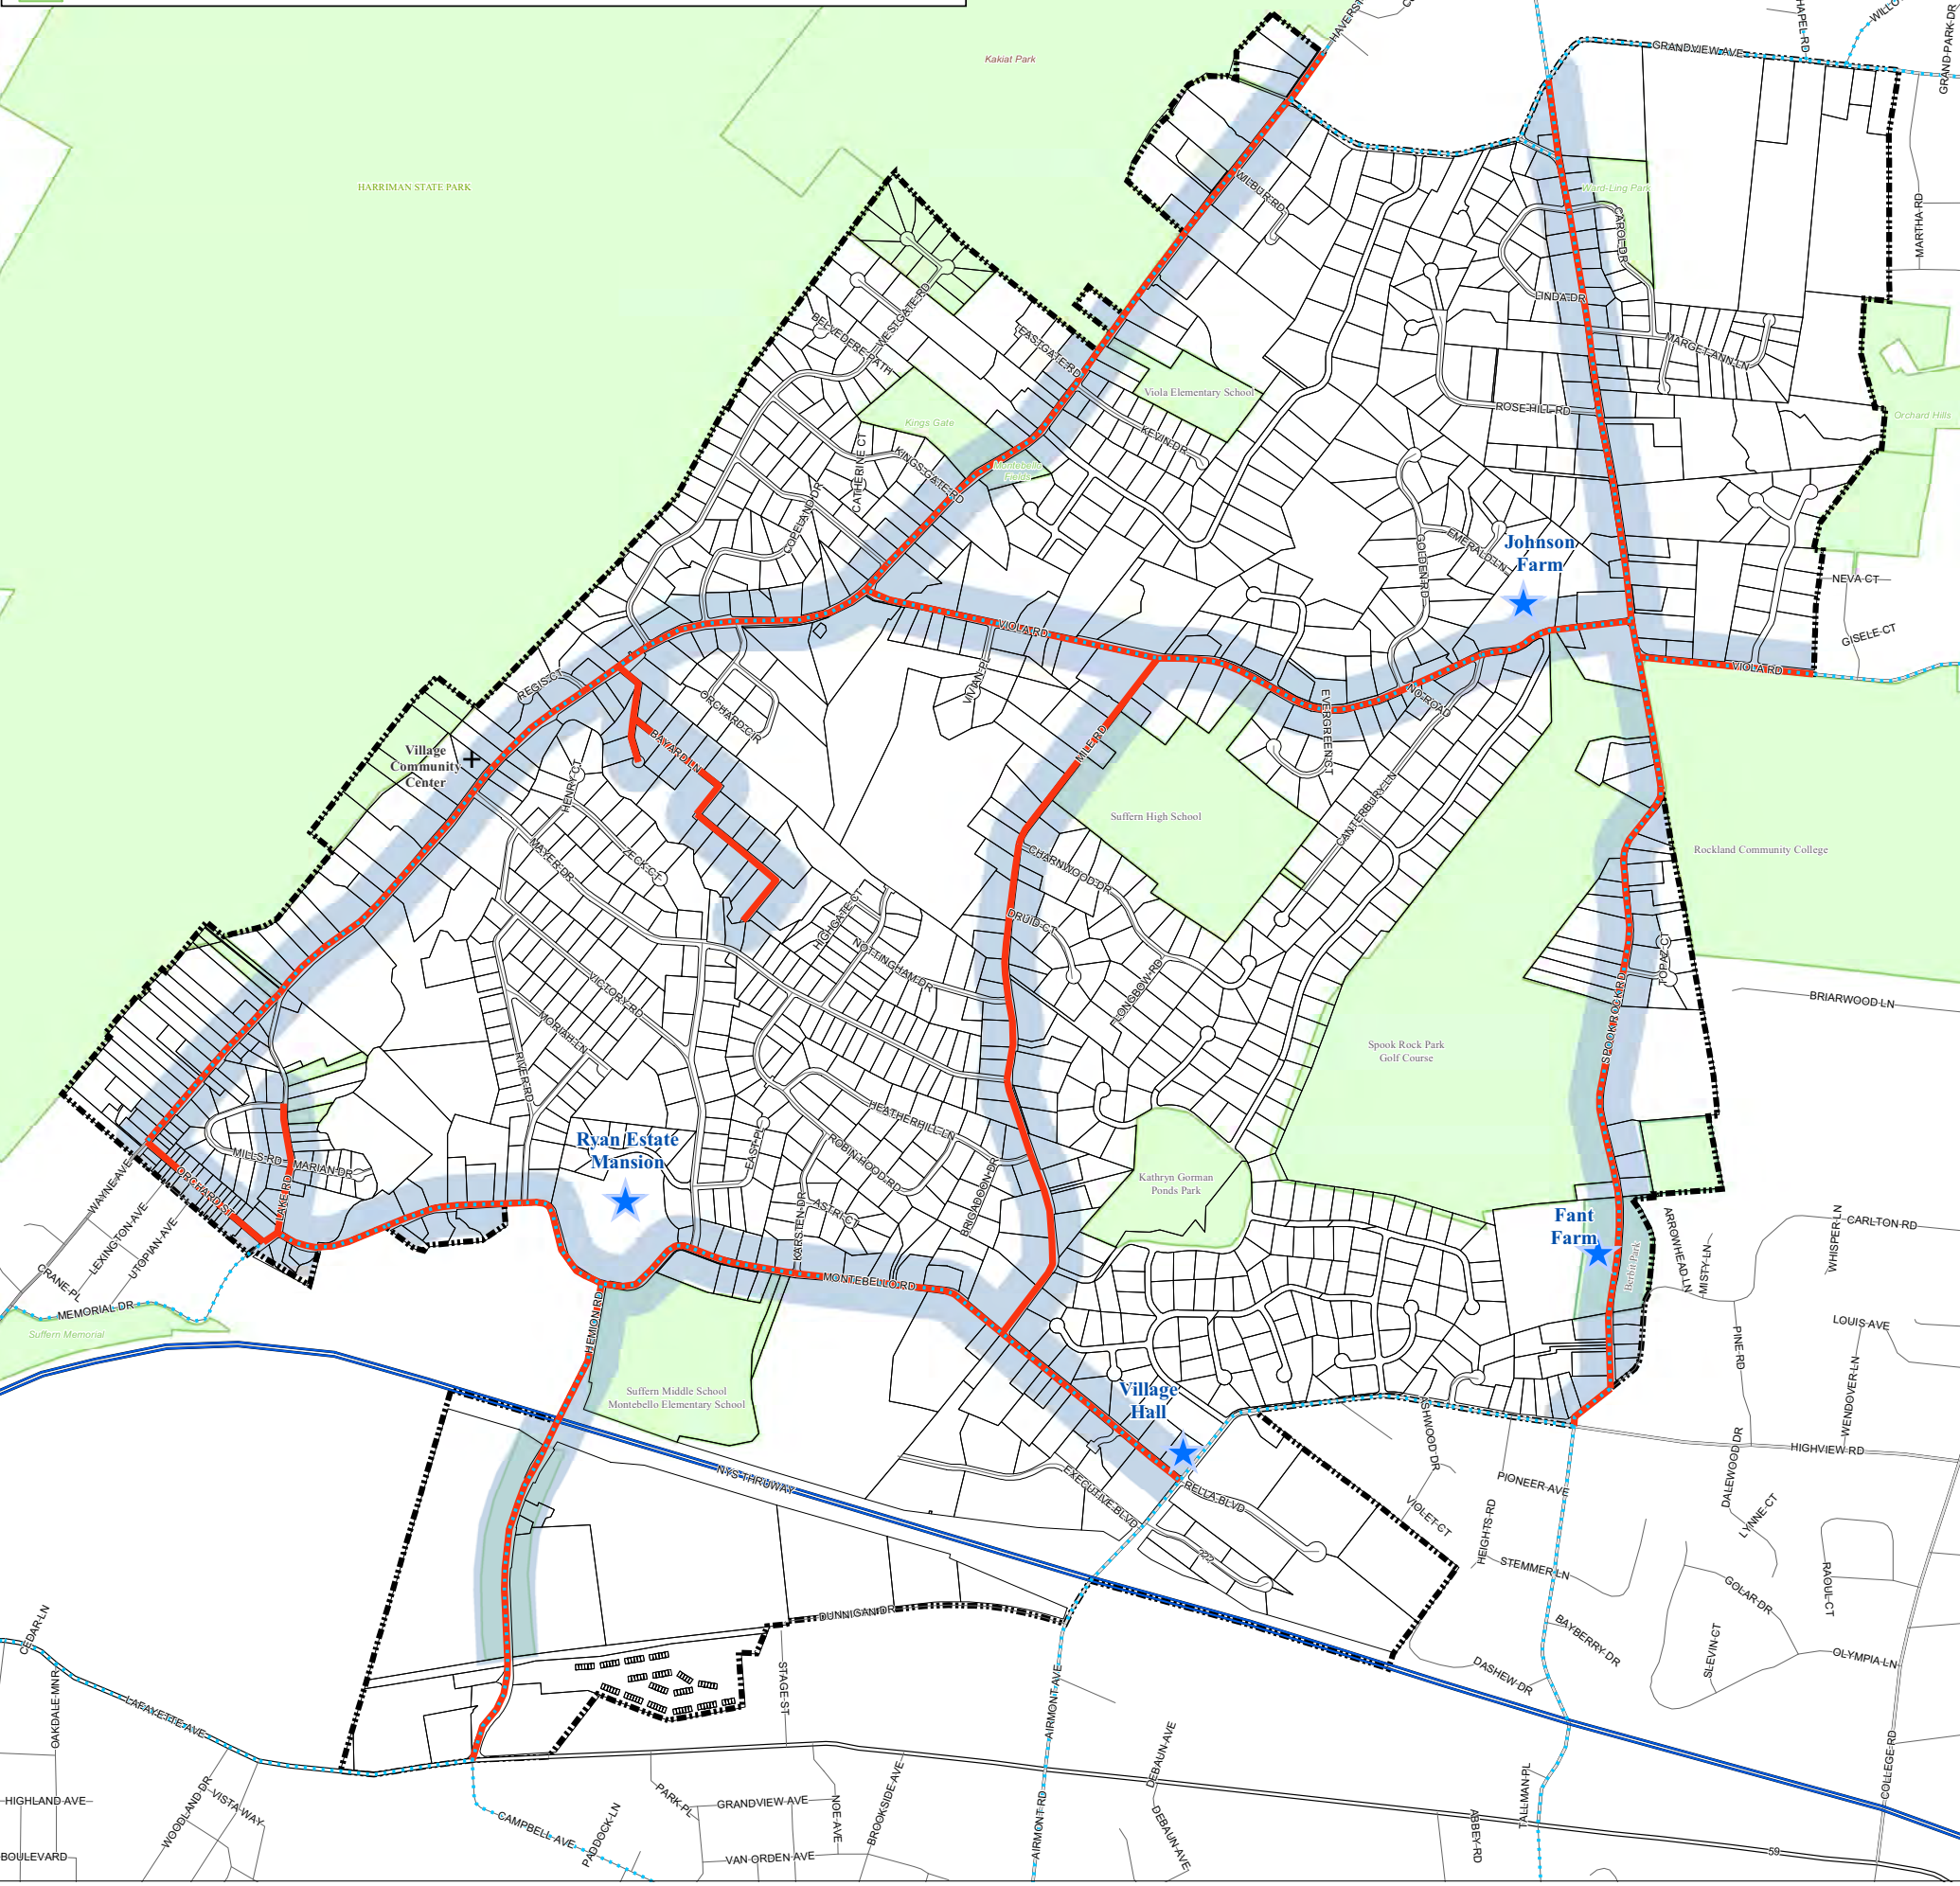 HAVERST
HAPEL RD
WILLO
GRAND PARK DR
GRANDVIEW AVE
Kakiat Park
HARRIMAN STATE PARK
WILBUR RD
Ward-Ling Park
CAROL DR
MARTHA RD
LINDA DR
WESTGATE RD
BELVEDERE PATH
EASTGATE RD
MARGET ANN LN
Viola Elementary School
ROSE HILL RD
Orchard Hills
Kings Gate
KEVIN DR
CATHERINE CT
KINGS GATE RD
Montebello
Fields
COPELAND DR
EMERALD LN
GOLDEN RD
Johnson
Farm
NEVA CT
GISELE CT
VIOLA RD
VIOLA RD
VIVIAN PL
REGIS CT
ORCHARD CIR
NO ROAD
EVERGREEN CT
BAYARD LN
MILE RD
Village
Community
Center
HENRY CT
CANTERBURY LN
Suffern High School
Rockland Community College
MAYER DR
ZECK CT
CHARNWOOD DR
HIGHGATE CT
DRUID CT
NOTTINGHAM DR
TOPAZ CT
LONGBOW RD
BRIARWOOD LN
VICTORY RD
MORIAH LN
SPOOK ROCK RD
Spook Rock Park
Golf Course
RIVER RD
HEATHERHILL LN
Ryan Estate
Mansion
EAST PL
ROBIN HOOD RD
MILLS RD
MARIAN DR
BRIGADOON DR
Kathryn Gorman
Ponds Park
WAYNE AVE
ORCHARD ST
LAKE RD
LEXINGTON AVE
UTOPIAN AVE
KARSTEN DR
ASTRI CT
Fant
Farm
ARROWHEAD LN
MISTY LN
WHISPER LN
CARLTON RD
CRANE PL
MEMORIAL DR
Suffern Memorial
MONTEBELLO RD
HEMION RD
LOUIS AVE
PINE RD
WENDOVER LN
Suffern Middle School
Montebello Elementary School
Village
Hall
HIGHVIEW RD
NYS THRUWAY
EXECUTIVE BLVD
RELLA BLVD
VIOLET CT
PIONEER AVE
DALEWOOD DR
LYNNE CT
HEIGHTS RD
STEMMER LN
GOLAR DR
RAOUL CT
CEDAR LN
DUNNIGAN DR
BAYBERRY DR
SLEVIN CT
OLYMPIA LN
DASHEW DR
OAKDALE MNR
LAFAYETTE AVE
STAGE ST
AIRMONT AVE
DEBAUN AVE
TALLMAN PL
COLLEGE RD
HIGHLAND AVE
WOODLAND DR
VISTA WAY
CAMPBELL AVE
PADDOCK LN
PARK PL
GRANDVIEW AVE
NOE AVE
BROOKSIDE AVE
AIRMONT RD
DEBAUN AVE
ABBEY RD
59
BOULEVARD
VAN ORDEN AVE